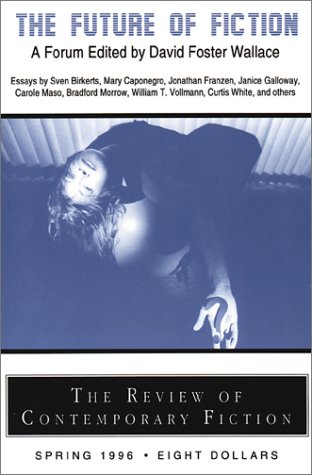 THE FUTURE OF FICTION
A Forum Edited by David Foster Wallace
Essays by Sven Birkerts, Mary Caponegro, Jonathan Franzen, Janice Galloway,
Carole Maso, Bradford Morrow, William T. Vollmann, Curtis White, and others
THE REVIEW OF
CONTEMPORARY FICTION
SPRING 1996 • EIGHT DOLLARS